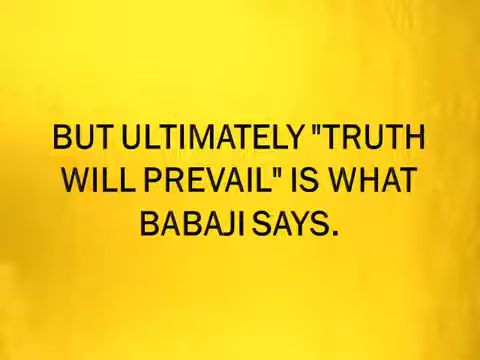 BUT ULTIMATELY "TRUTH
WILL PREVAIL" IS WHAT
BABAJI SAYS.